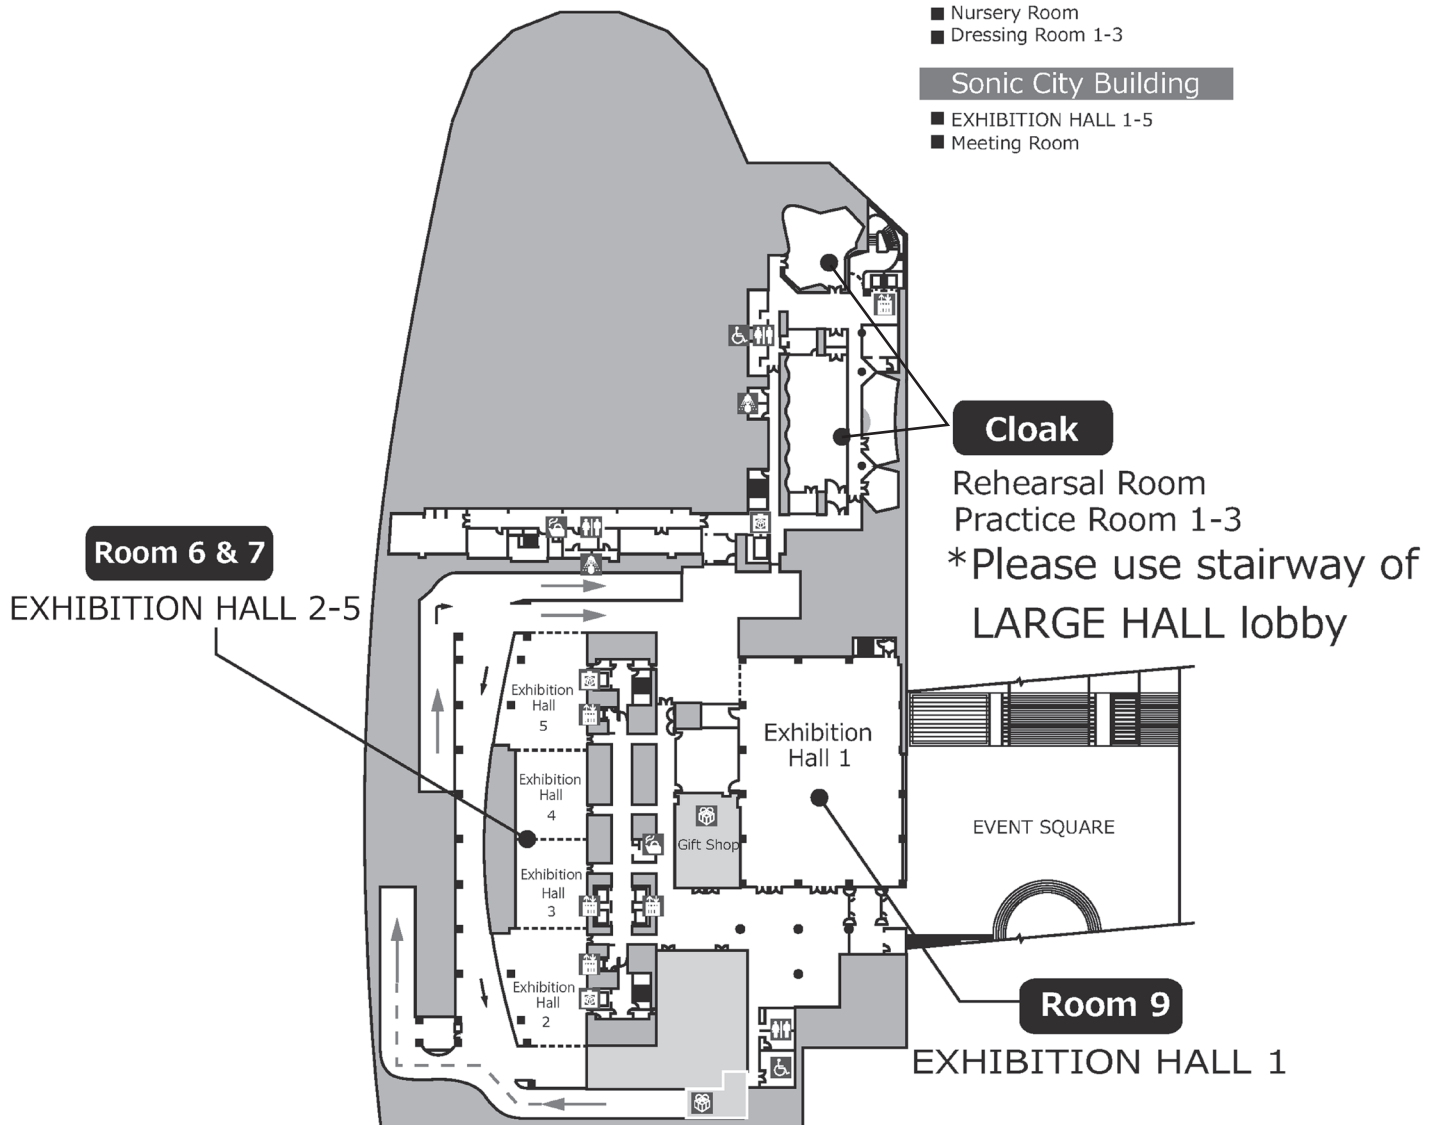 Nursery Room
Dressing Room 1-3
Sonic City Building
EXHIBITION HALL 1-5
Meeting Room
Cloak
Rehearsal Room
Practice Room 1-3
*Please use stairway of
LARGE HALL lobby
Room 6 & 7
EXHIBITION HALL 2-5
Exhibition
Hall
5
Exhibition
Hall
4
Exhibition
Hall
3
Exhibition
Hall
2
Exhibition
Hall 1
Gift Shop
EVENT SQUARE
Room 9
EXHIBITION HALL 1